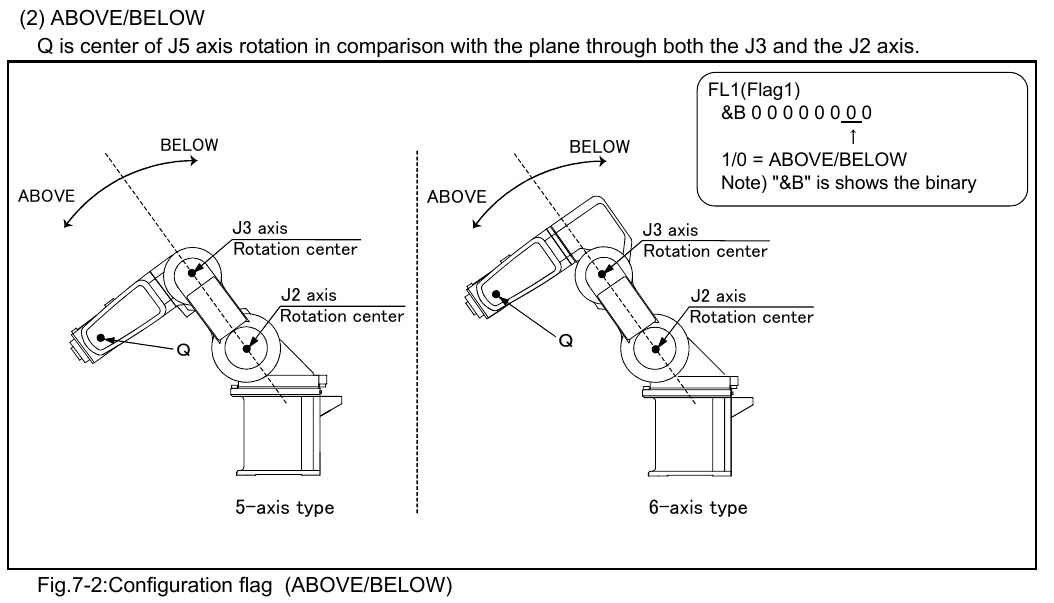 (2) ABOVE/BELOW
Q is center of J5 axis rotation in comparison with the plane through both the J3 and the J2 axis.
FL1(Flag1)
&B 0 0 0 0 0 0 0 0
↑
1/0 = ABOVE/BELOW
Note) "&B" is shows the binary
BELOW
ABOVE
J3 axis
Rotation center
J2 axis
Rotation center
Q
5-axis type
BELOW
ABOVE
J3 axis
Rotation center
J2 axis
Rotation center
Q
6-axis type
Fig.7-2:Configuration flag (ABOVE/BELOW)